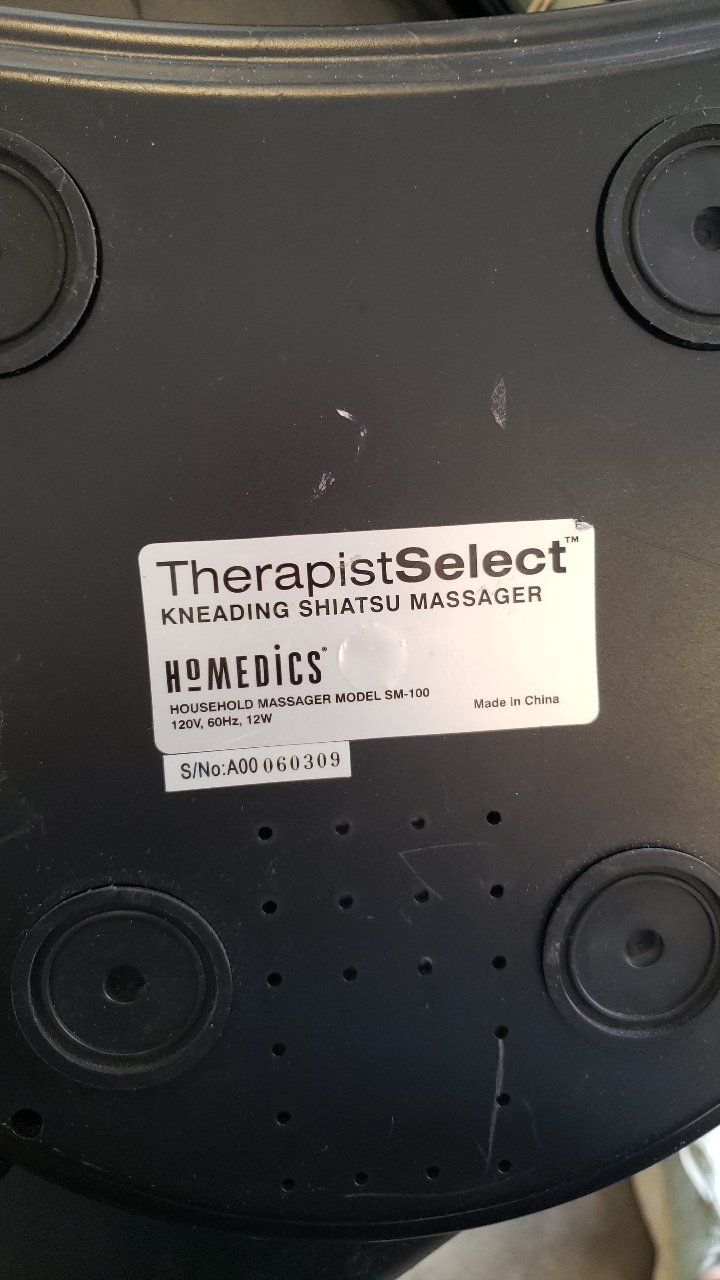 TherapistSelect™
KNEADING SHIATSU MASSAGER
HoMEDiCS®
HOUSEHOLD MASSAGER MODEL SM-100
120V, 60Hz, 12W
Made in China
S/No:A00 060309